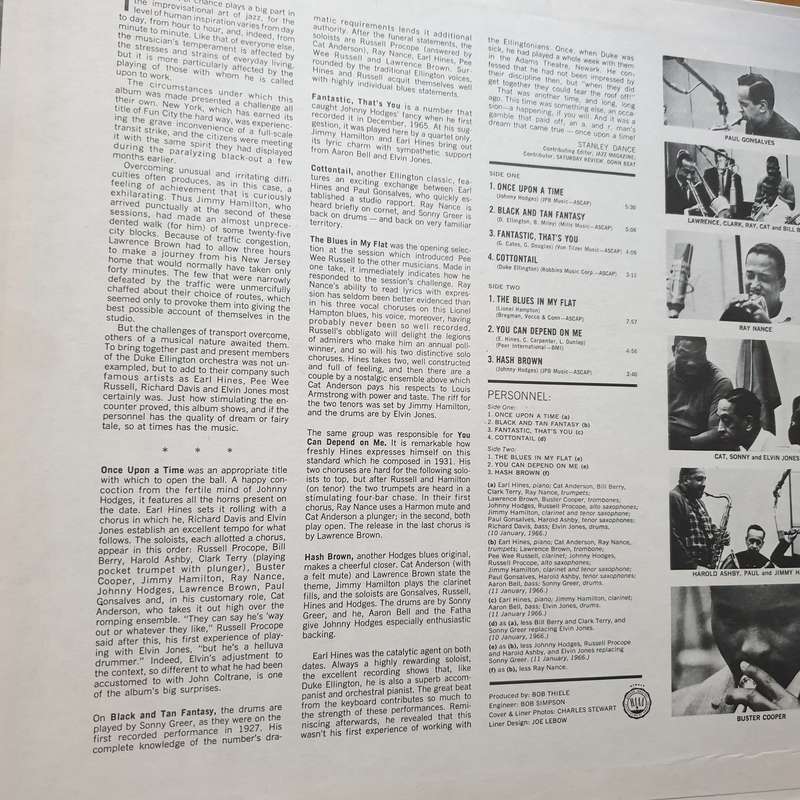 chance plays a big part in
the improvisational art of jazz, for the
level of human inspiration varies from day
to day, from hour to hour, and, indeed, from
minute to minute. Like that of everyone else,
the musician's temperament is affected by
the stresses and strains of everyday living,
but it is more particularly affected by the
playing of those with whom he is called
upon to work.
The circumstances under which this
album was made presented a challenge all
their own. New York, which has earned its
title of Fun City the hard way, was experienc-
ing the grave inconvenience of a full-scale
transit strike, and the citizens were meeting
it with the same spirit they had displayed
during the paralyzing black-out a few
months earlier.
Overcoming unusual and irritating diffi-
culties often produces, as in this case, a
feeling of achievement that is curiously
exhilarating. Thus Jimmy Hamilton, who
arrived punctually at the second of these
sessions, had made an almost unprece-
dented walk (for him) of some twenty-five
city blocks. Because of traffic congestion,
Lawrence Brown had to allow three hours
to make a journey from his New Jersey
home that would normally have taken only
forty minutes. The few that were narrowly
defeated by the traffic were unmercifully
chaffed about their choice of routes, which
seemed only to provoke them into giving the
best possible account of themselves in the
studio.
But the challenges of transport overcome,
others of a musical nature awaited them.
To bring together past and present members
of the Duke Ellington orchestra was not un-
exampled, but to add to their company such
famous artists as Earl Hines, Pee Wee
Russell, Richard Davis and Elvin Jones most
certainly was. Just how stimulating the en-
counter proved, this album shows, and if the
personnel has the quality of dream or fairy
tale, so at times has the music.
* * *
Once Upon a Time was an appropriate title
with which to open the ball. A happy con-
coction from the fertile mind of Johnny
Hodges, it features all the horns present on
the date. Earl Hines sets it rolling with a
chorus in which he, Richard Davis and Elvin
Jones establish an excellent tempo for what
follows. The soloists, each allotted a chorus,
appear in this order: Russell Procope, Bill
Berry, Harold Ashby, Clark Terry (playing
pocket trumpet with plunger), Buster
Cooper, Jimmy Hamilton, Ray Nance,
Johnny Hodges, Lawrence Brown, Paul
Gonsalves and, in his customary role, Cat
Anderson, who takes it out high over the
romping ensemble. "They can say he's 'way
out or whatever they like," Russell Procope
said after this, his first experience of play-
ing with Elvin Jones, "but he's a helluva
drummer." Indeed, Elvin's adjustment to
the context, so different to what he had been
accustomed to with John Coltrane, is one
of the album's big surprises.
On Black and Tan Fantasy, the drums are
played by Sonny Greer, as they were on the
first recorded performance in 1927. His
complete knowledge of the number's dra-
matic requirements lends it additional
authority. After the funeral statements, the
soloists are Russell Procope (answered by
Cat Anderson), Ray Nance, Earl Hines, Pee
Wee Russell and Lawrence Brown. Sur-
rounded by the traditional Ellington voices,
Hines and Russell acquit themselves well
with highly individual blues statements.
Fantastic, That's You is a number that
caught Johnny Hodges' fancy when he first
recorded it in December, 1965. At his sug-
gestion, it was played here by a quartet only.
Jimmy Hamilton and Earl Hines bring out
its lyric charm with sympathetic support
from Aaron Bell and Elvin Jones.
Cottontail, another Ellington classic, fea-
tures an exciting exchange between Earl
Hines and Paul Gonsalves, who quickly es-
tablished a studio rapport. Ray Nance is
heard briefly on cornet, and Sonny Greer is
back on drums — and back on very familiar
territory.
The Blues in My Flat was the opening selec-
tion at the session which introduced Pee
Wee Russell to the other musicians. Made in
one take, it immediately indicates how he
responded to the session's challenge. Ray
Nance's ability to read lyrics with expres-
sion has seldom been better evidenced than
in his three vocal choruses on this Lionel
Hampton blues, his voice, moreover, having
probably never been so well recorded.
Russell's obbligato will delight the legions
of admirers who make him an annual poll-
winner, and so will his two distinctive solo
choruses. Hines takes two, well constructed
and full of feeling, and then there are a
couple by a nostalgic ensemble above which
Cat Anderson pays his respects to Louis
Armstrong with power and taste. The riff for
the two tenors was set by Jimmy Hamilton,
and the drums are by Elvin Jones.
The same group was responsible for You
Can Depend on Me. It is remarkable how
freshly Hines expresses himself on this
standard which he composed in 1931. His
two choruses are hard for the following solo-
ists to top, but after Russell and Hamilton
(on tenor) the two trumpets are heard in a
stimulating four-bar chase. In their first
chorus, Ray Nance uses a Harmon mute and
Cat Anderson a plunger; in the second, both
play open. The release in the last chorus is
by Lawrence Brown.
Hash Brown, another Hodges blues original,
makes a cheerful closer. Cat Anderson (with
a felt mute) and Lawrence Brown state the
theme, Jimmy Hamilton plays the clarinet
fills, and the soloists are Gonsalves, Russell,
Hines and Hodges. The drums are by Sonny
Greer, and he, Aaron Bell and the Fatha
give Johnny Hodges especially enthusiastic
backing.
Earl Hines was the catalytic agent on both
dates. Always a highly rewarding soloist,
the excellent recording shows that, like
Duke Ellington, he is also a superb accom-
panist and orchestral pianist. The great beat
from the keyboard contributes so much to
the strength of these performances. Remi-
niscing afterwards, he revealed that this
wasn't his first experience of working with
the Ellingtonians. Once, when Duke was
sick, he had played a whole week with them
in the Adams Theatre, Newark. He con-
fessed that he had not been impressed by
their discipline then, but "when they did
get together they could tear the roof off!"
That was another time, and long, long
ago. This time was something else, an occa-
sion—a happening, if you will. And it was a
gamble that paid off, an a. and r. man's
dream that came true — once upon a time!
STANLEY DANCE
Contributing Editor, JAZZ MAGAZINE;
Contributor, SATURDAY REVIEW, DOWN BEAT
SIDE ONE
1. ONCE UPON A TIME
(Johnny Hodges) (JPB Music—ASCAP) 5:30
2. BLACK AND TAN FANTASY
(D. Ellington, B. Miley) (Mills Music—ASCAP) 5:08
3. FANTASTIC, THAT'S YOU
(G. Cates, G. Douglas) (Von Tilzer Music—ASCAP) 4:09
4. COTTONTAIL
(Duke Ellington) (Robbins Music Corp.—ASCAP) 3:11
SIDE TWO
1. THE BLUES IN MY FLAT
(Lionel Hampton)
(Bregman, Vocco & Conn—ASCAP) 7:57
2. YOU CAN DEPEND ON ME
(E. Hines, C. Carpenter, L. Dunlop)
(Peer International—BMI) 4:56
3. HASH BROWN
(Johnny Hodges) (JPB Music—ASCAP) 3:46
PERSONNEL:
Side One:
1. ONCE UPON A TIME (a)
2. BLACK AND TAN FANTASY (b)
3. FANTASTIC, THAT'S YOU (c)
4. COTTONTAIL (d)
Side Two:
1. THE BLUES IN MY FLAT (e)
2. YOU CAN DEPEND ON ME (e)
3. HASH BROWN (f)
(a) Earl Hines, piano; Cat Anderson, Bill Berry,
Clark Terry, Ray Nance, trumpets;
Lawrence Brown, Buster Cooper, trombones;
Johnny Hodges, Russell Procope, alto saxophones;
Jimmy Hamilton, clarinet and tenor saxophone;
Paul Gonsalves, Harold Ashby, tenor saxophones;
Richard Davis, bass; Elvin Jones, drums.
(10 January, 1966.)
(b) Earl Hines, piano; Cat Anderson, Ray Nance,
trumpets; Lawrence Brown, trombone;
Pee Wee Russell, clarinet; Johnny Hodges,
Russell Procope, alto saxophones;
Jimmy Hamilton, clarinet and tenor saxophone;
Paul Gonsalves, Harold Ashby, tenor saxophones;
Aaron Bell, bass; Sonny Greer, drums.
(11 January, 1966.)
(c) Earl Hines, piano; Jimmy Hamilton, clarinet;
Aaron Bell, bass; Elvin Jones, drums.
(11 January, 1966.)
(d) as (a), less Bill Berry and Clark Terry, and
Sonny Greer replacing Elvin Jones.
(10 January, 1966.)
(e) as (b), less Johnny Hodges, Russell Procope
and Harold Ashby, and Elvin Jones replacing
Sonny Greer. (11 January, 1966.)
(f) as (b), less Ray Nance.
Produced by: BOB THIELE
Engineer: BOB SIMPSON
Cover & Liner Photos: CHARLES STEWART
Liner Design: JOE LEBOW
PAUL GONSALVES
LAWRENCE, CLARK, RAY, CAT and BILL B
RAY NANCE
CAT, SONNY and ELVIN JONES
HAROLD ASHBY, PAUL and JIMMY HA
BUSTER COOPER